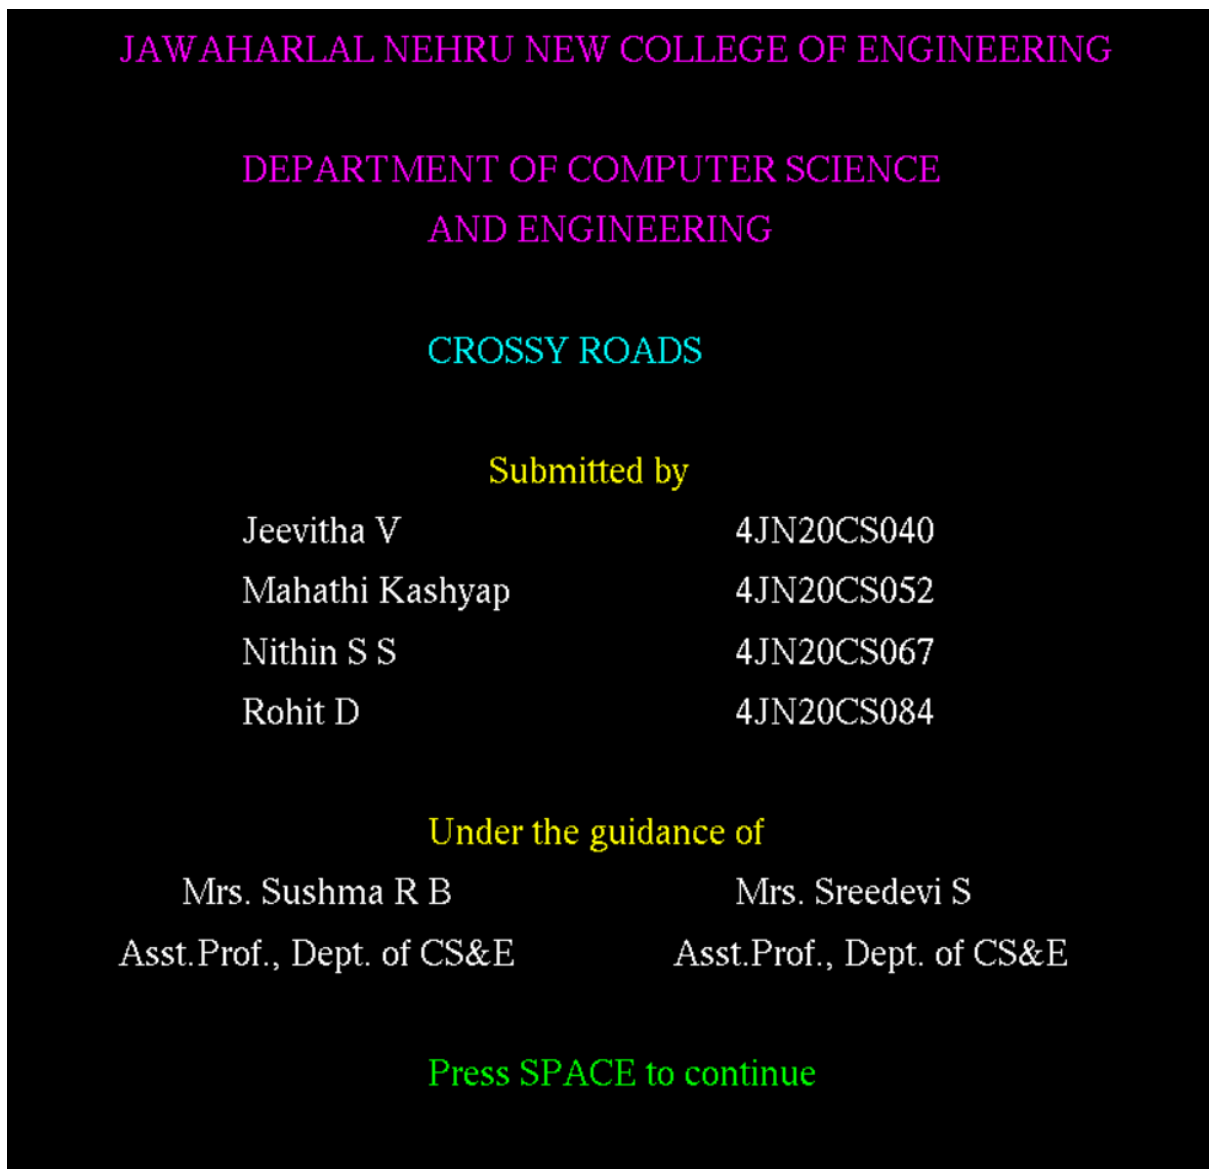 JAWAHARLAL NEHRU NEW COLLEGE OF ENGINEERING
DEPARTMENT OF COMPUTER SCIENCE
AND ENGINEERING
CROSSY ROADS
Submitted by
Jeevitha V 4JN20CS040
Mahathi Kashyap 4JN20CS052
Nithin S S 4JN20CS067
Rohit D 4JN20CS084
Under the guidance of
Mrs. Sushma R B Mrs. Sreedevi S
Asst.Prof., Dept. of CS&E Asst.Prof., Dept. of CS&E
Press SPACE to continue